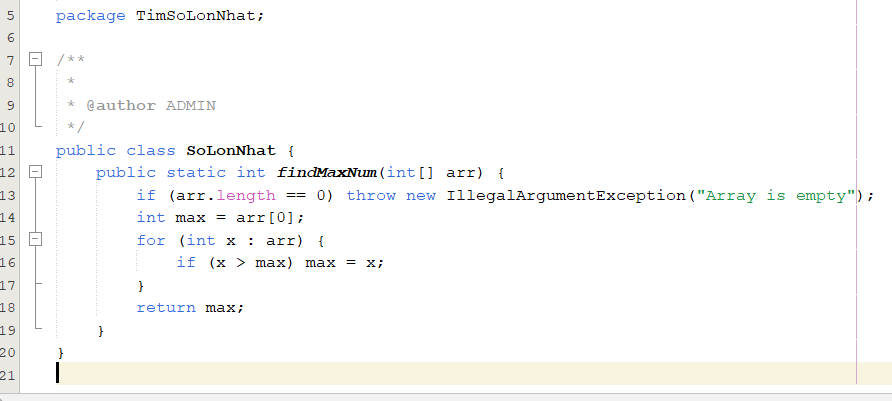 5 package TimSoLonNhat;
6
7 /**
8 *
9 * @author ADMIN
10 */
11 public class SoLonNhat {
12 public static int findMaxNum(int[] arr) {
13 if (arr.length == 0) throw new IllegalArgumentException("Array is empty");
14 int max = arr[0];
15 for (int x : arr) {
16 if (x > max) max = x;
17 }
18 return max;
19 }
20 }
21